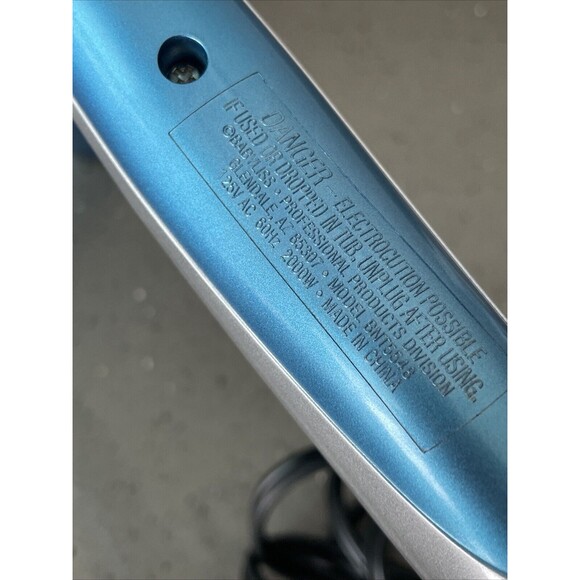 DANGER - ELECTROCUTION POSSIBLE
IF USED OR DROPPED IN TUB. UNPLUG AFTER USING.
©BABYLISS • PROFESSIONAL PRODUCTS DIVISION
GLENDALE, AZ 85307 • MODEL
AC 60HZ 2000W • MADE IN CHINA